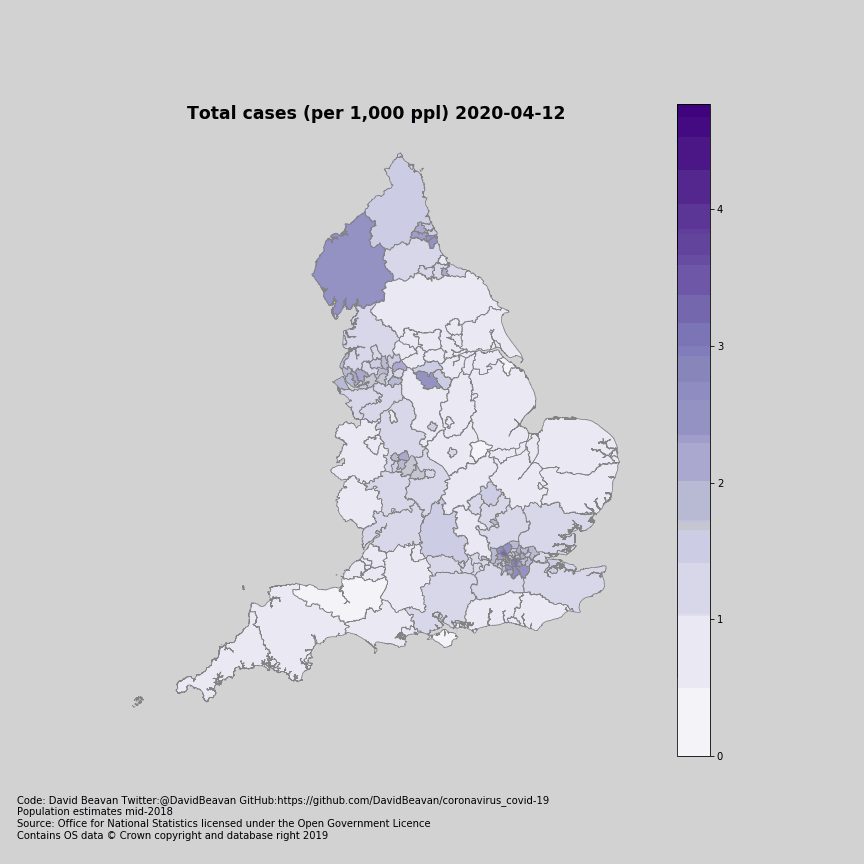 Total cases (per 1,000 ppl) 2020-04-12
4
3
2
1
0
Code: David Beavan Twitter:@DavidBeavan GitHub:https://github.com/DavidBeavan/coronavirus_covid-19
Population estimates mid-2018
Source: Office for National Statistics licensed under the Open Government Licence
Contains OS data © Crown copyright and database right 2019